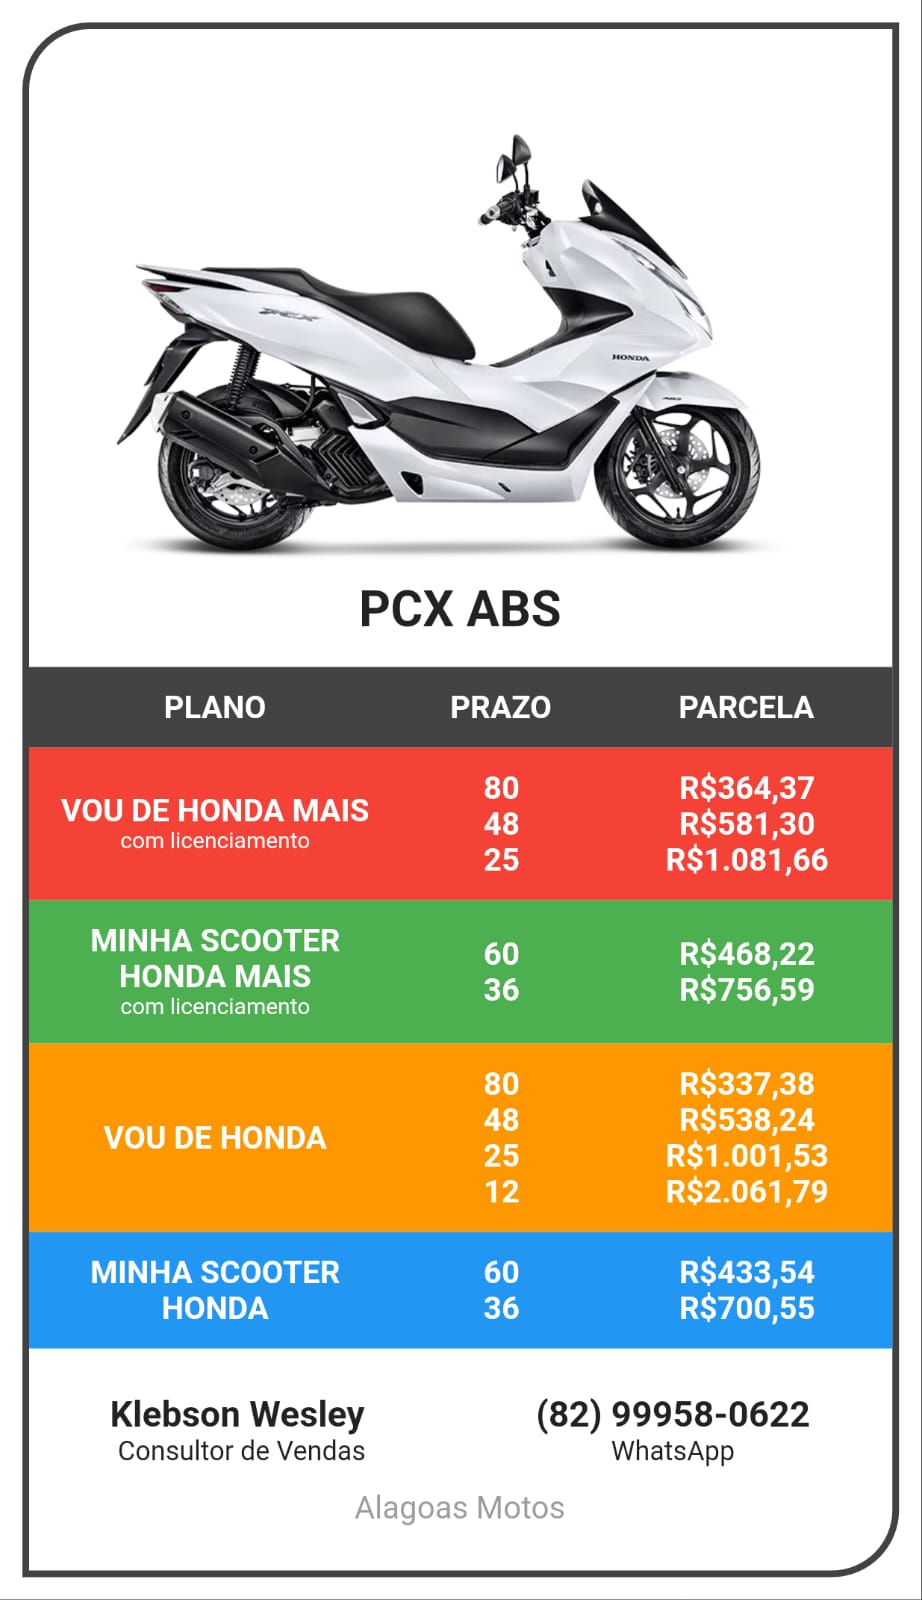 PCX
HONDA
ABS
PCX ABS
PLANO PRAZO PARCELA
VOU DE HONDA MAIS
com licenciamento
80 R$364,37
48 R$581,30
25 R$1.081,66
MINHA SCOOTER
HONDA MAIS
com licenciamento
60 R$468,22
36 R$756,59
VOU DE HONDA
80 R$337,38
48 R$538,24
25 R$1.001,53
12 R$2.061,79
MINHA SCOOTER
HONDA
60 R$433,54
36 R$700,55
Klebson Wesley
Consultor de Vendas
(82) 99958-0622
WhatsApp
Alagoas Motos